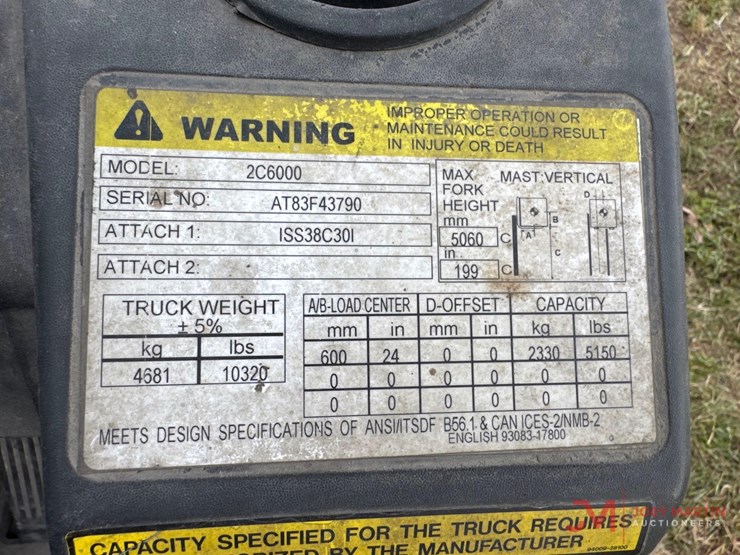 WARNING
IMPROPER OPERATION OR
MAINTENANCE COULD RESULT
IN INJURY OR DEATH
MODEL: 2C6000
SERIAL NO: AT83F43790
ATTACH 1: ISS38C30I
ATTACH 2:
MAX
FORK
HEIGHT
mm
5060 C
in
199 C
MAST:VERTICAL
D
A
B
C
TRUCK WEIGHT
± 5%
kg lbs
4681 10320
A/B-LOAD CENTER D-OFFSET CAPACITY
mm in mm in kg lbs
600 24 0 0 2330 5150
0 0 0 0 0 0
0 0 0 0 0 0
MEETS DESIGN SPECIFICATIONS OF ANSI/ITSDF B56.1 & CAN ICES-2/NMB-2
ENGLISH 93083-17800
CAPACITY SPECIFIED FOR THE TRUCK REQUIRES
BY THE MANUFACTURER
AUCTIONEERS